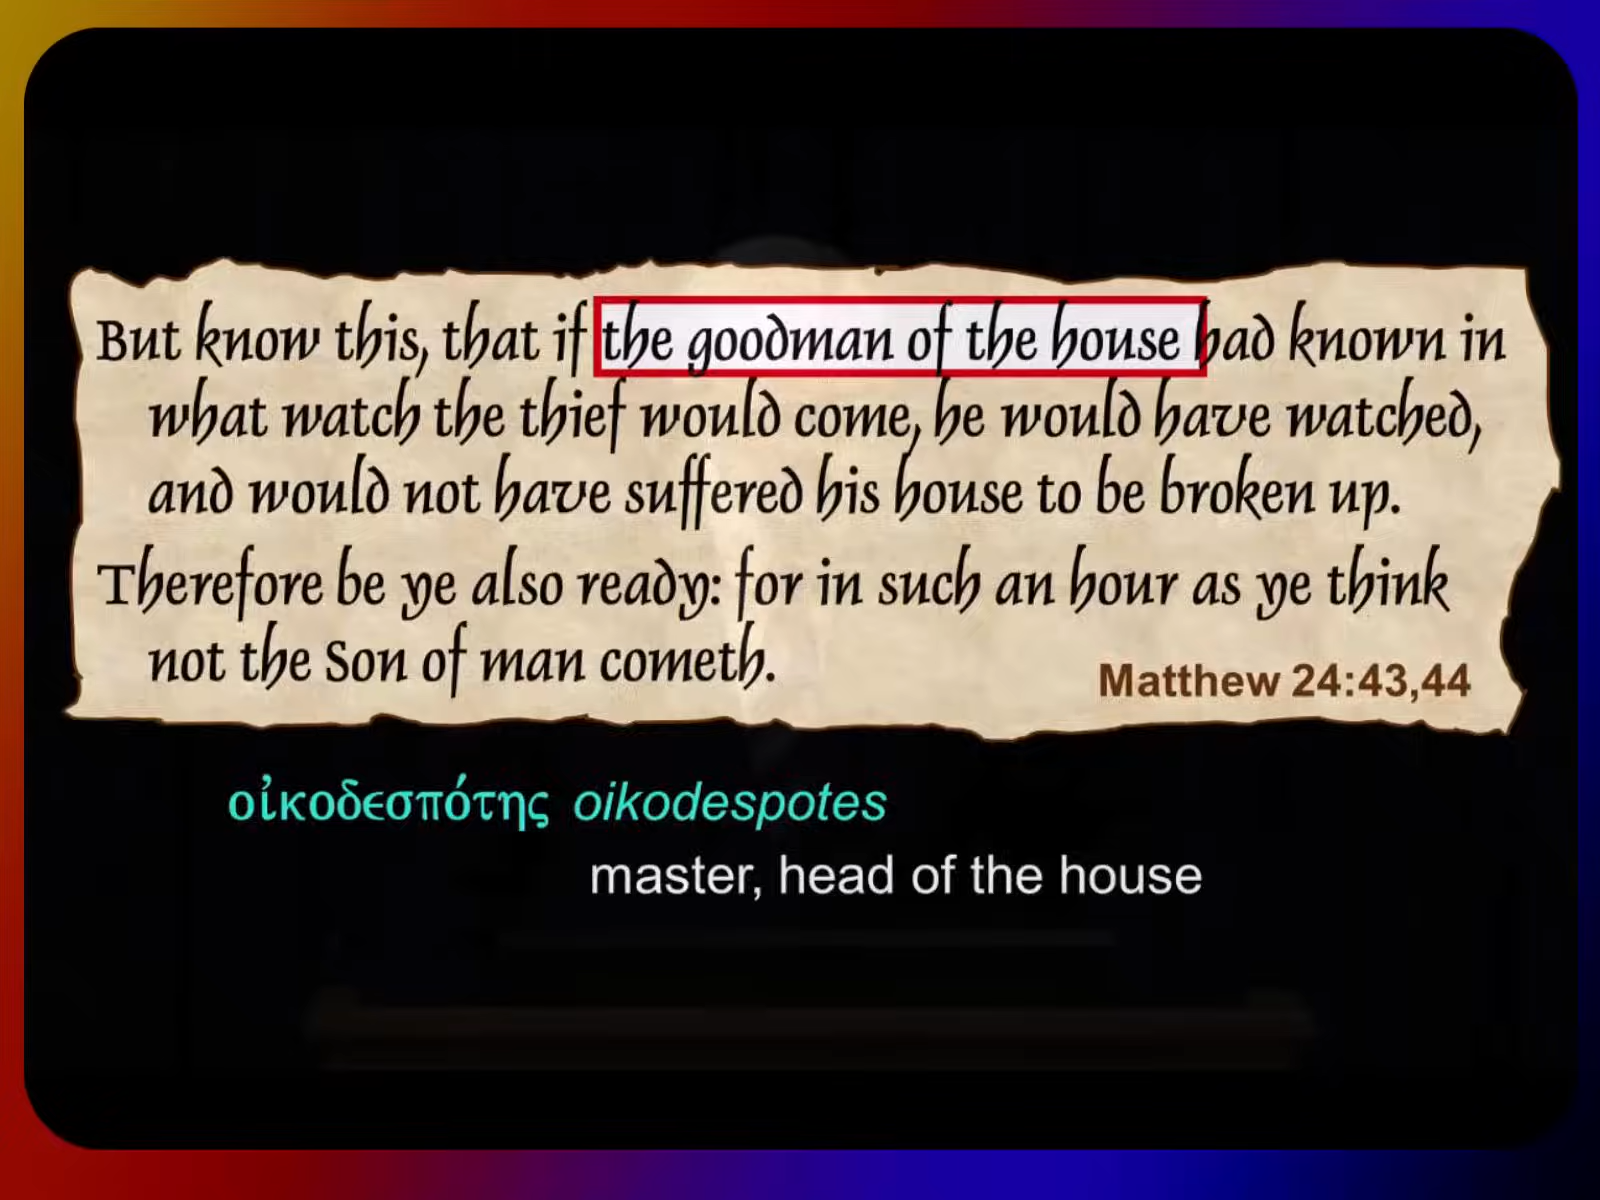 But know this, that if the goodman of the house had known in
what watch the thief would come, he would have watched,
and would not have suffered his house to be broken up.
Therefore be ye also ready: for in such an hour as ye think
not the Son of man cometh.
Matthew 24:43,44
οἰκοδεσπότης oikodespotes
master, head of the house